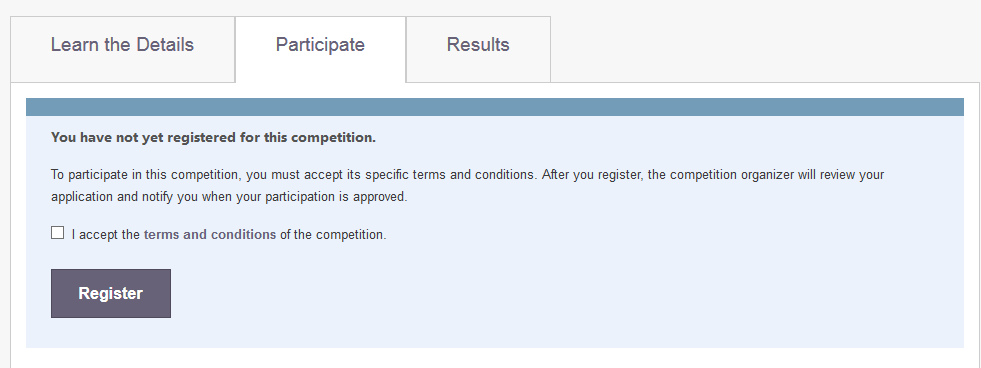 Learn the Details
Participate
Results
You have not yet registered for this competition.
To participate in this competition, you must accept its specific terms and conditions. After you register, the competition organizer will review your
application and notify you when your participation is approved.
I accept the terms and conditions of the competition.
Register